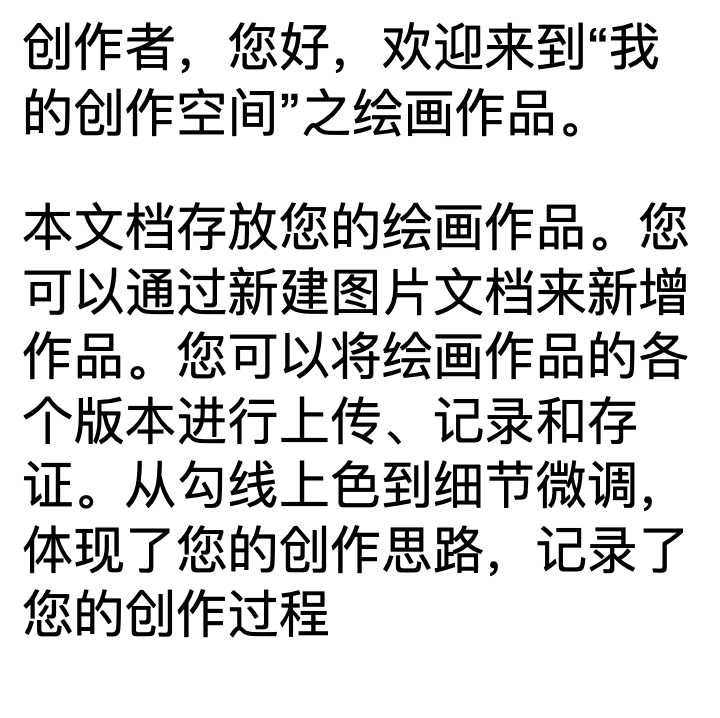 创作者，您好，欢迎来到“我
的创作空间”之绘画作品。
本文档存放您的绘画作品。您
可以通过新建图片文档来新增
作品。您可以将绘画作品的各
个版本进行上传、记录和存
证。从勾线上色到细节微调，
体现了您的创作思路，记录了
您的创作过程